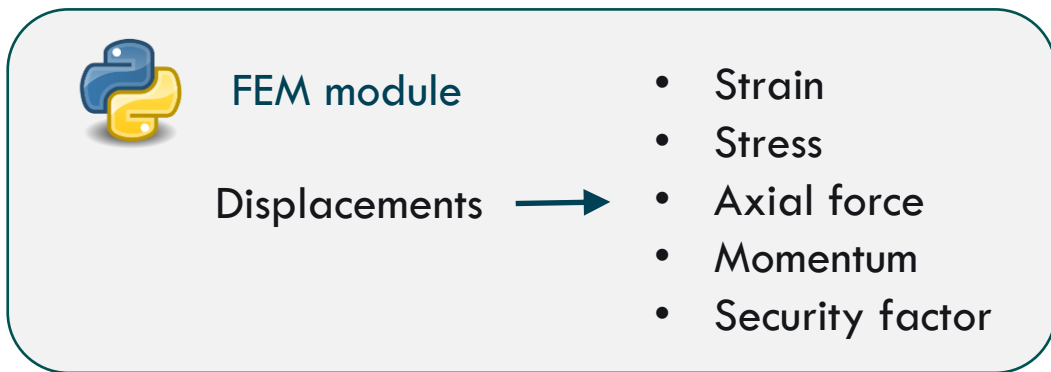 FEM module
Displacements
• Strain
• Stress
• Axial force
• Momentum
• Security factor